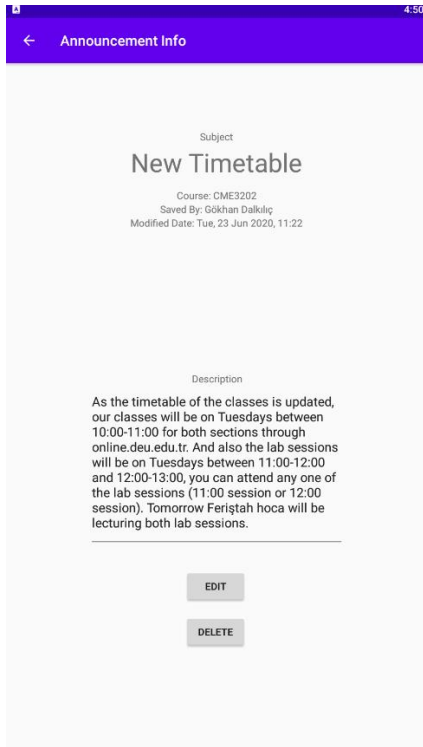 A
4:50
Announcement Info
Subject
New Timetable
Course: CME3202
Saved By: Gökhan Dalkılıç
Modified Date: Tue, 23 Jun 2020, 11:22
Description
As the timetable of the classes is updated,
our classes will be on Tuesdays between
10:00-11:00 for both sections through
online.deu.edu.tr. And also the lab sessions
will be on Tuesdays between 11:00-12:00
and 12:00-13:00, you can attend any one of
the lab sessions (11:00 session or 12:00
session). Tomorrow Feriştah hoca will be
lecturing both lab sessions.
EDIT
DELETE